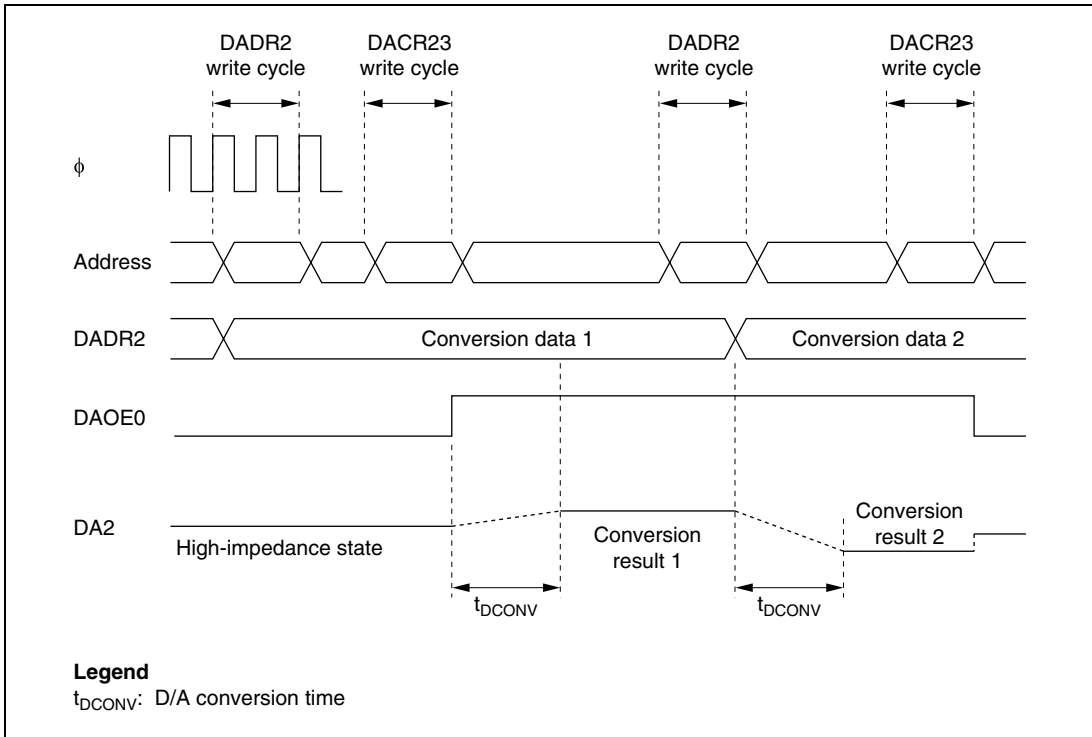 DADR2
write cycle
DACR23
write cycle
DADR2
write cycle
DACR23
write cycle
ϕ
Address
DADR2
Conversion data 1
Conversion data 2
DAOE0
DA2
High-impedance state
Conversion
result 1
Conversion
result 2
tDCONV
tDCONV
Legend
tDCONV: D/A conversion time